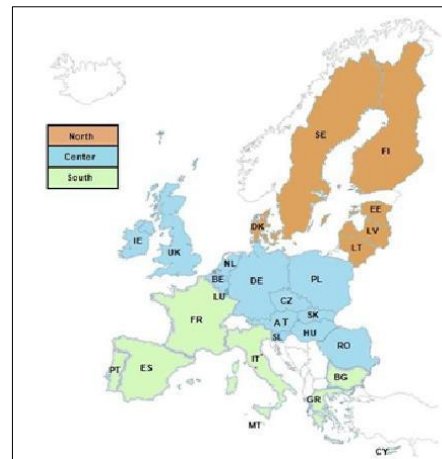 North
Center
South
SE
FI
EE
LV
LT
DK
IE
UK
NL
BE
LU
DE
PL
CZ
SK
AT
HU
SL
RO
FR
IT
BG
PT
ES
GR
MT
CY